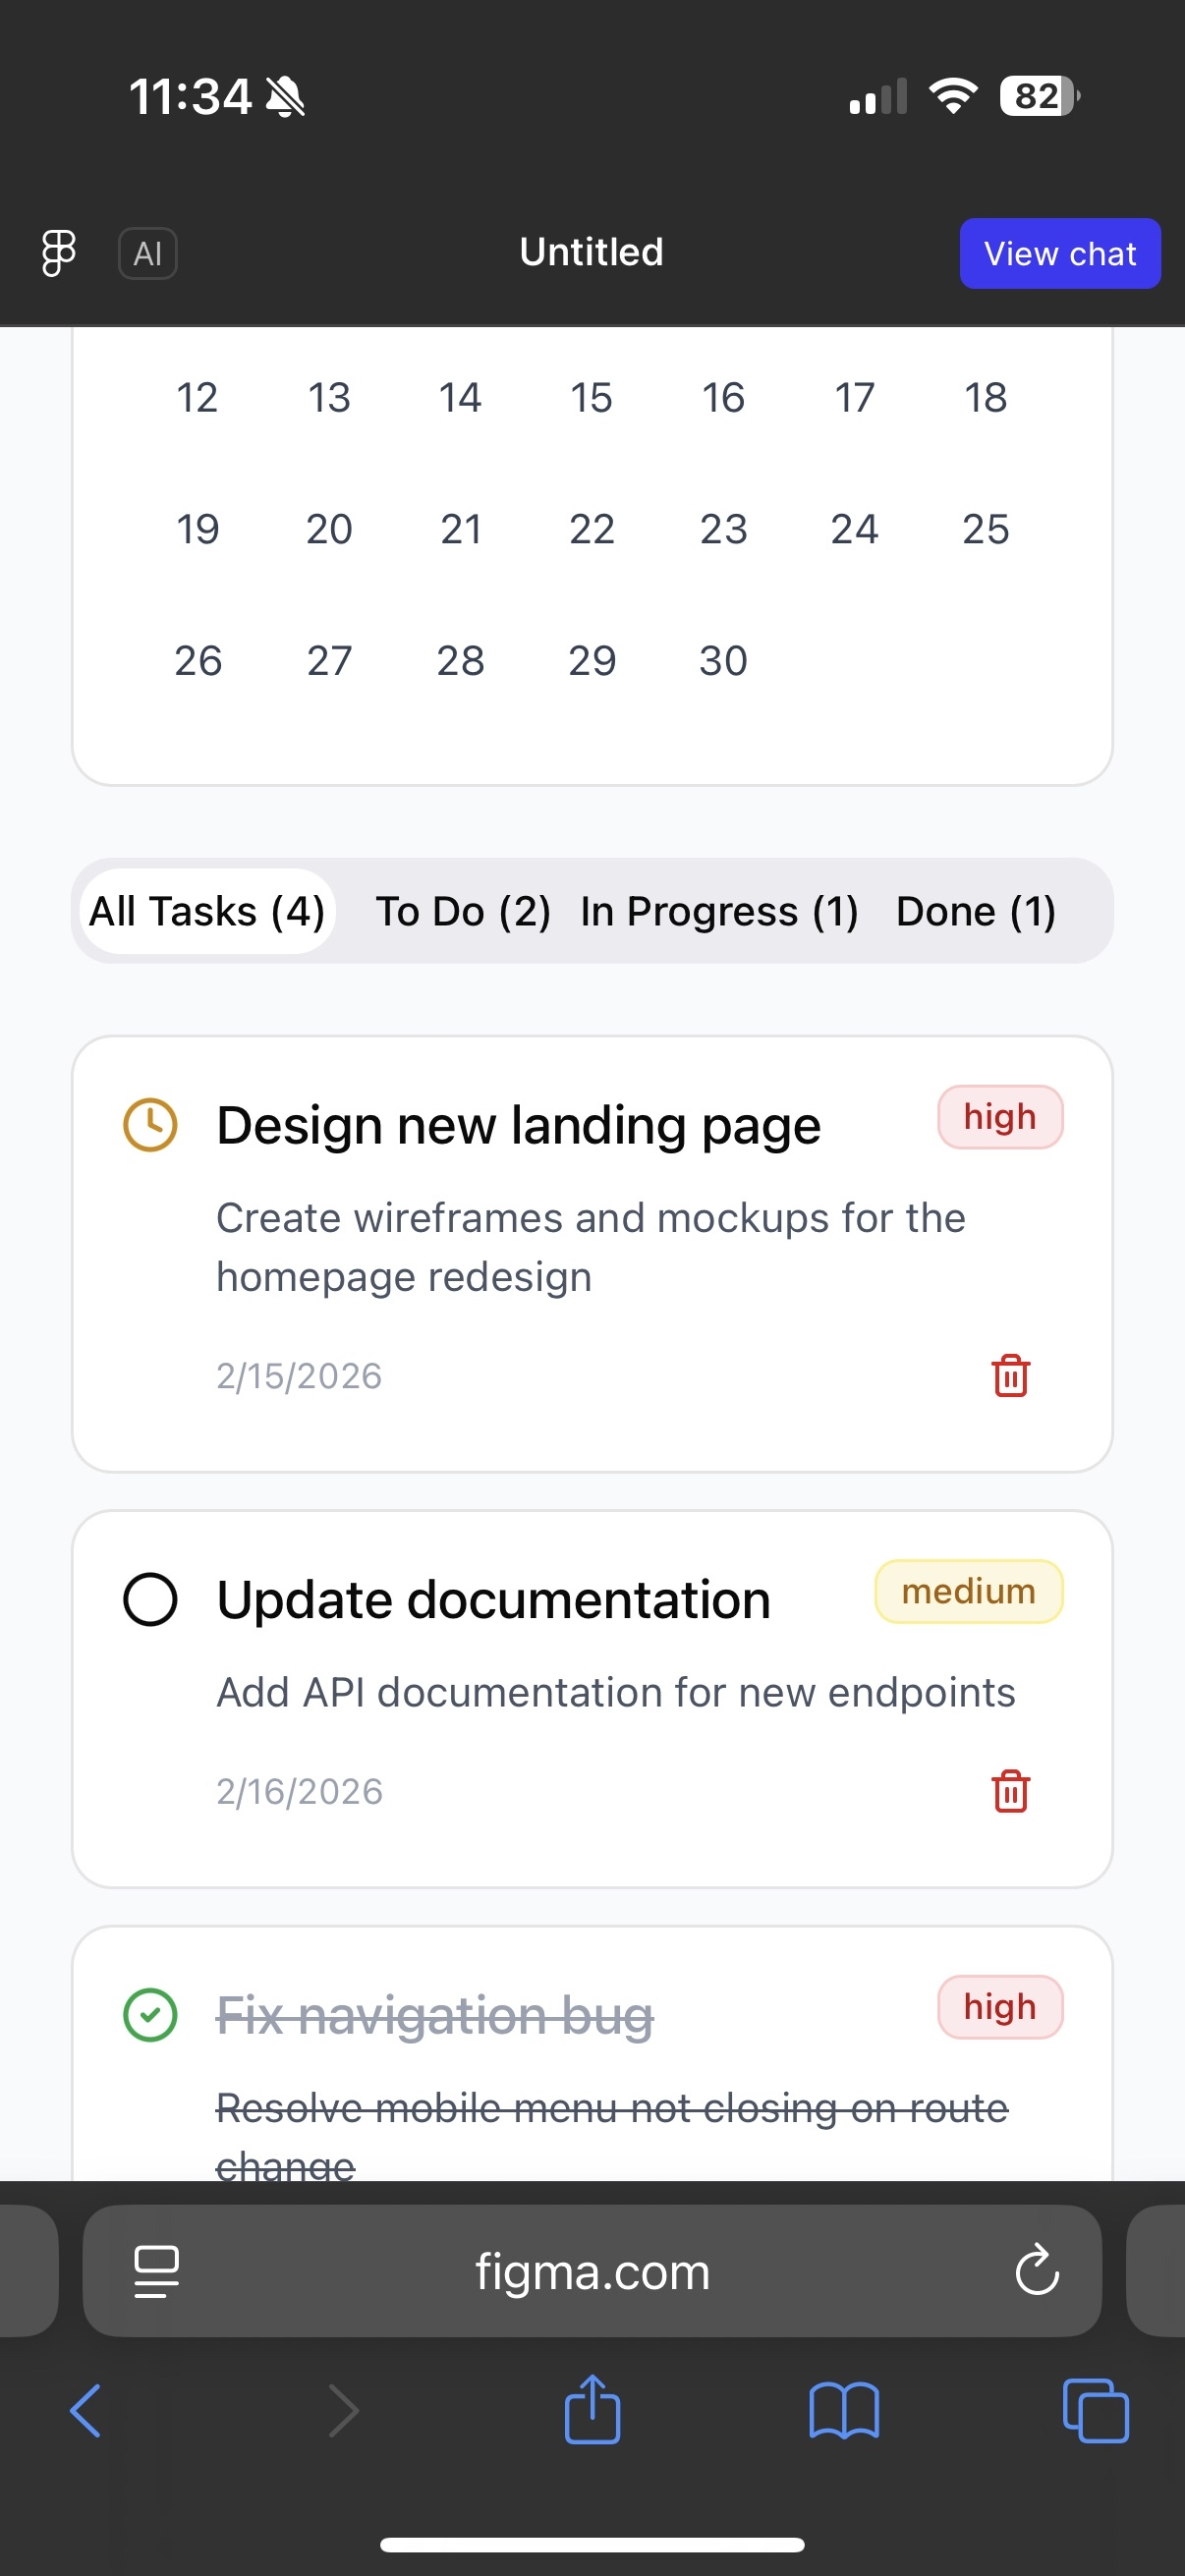 11:34
82
AI
Untitled
View chat
12 13 14 15 16 17 18
19 20 21 22 23 24 25
26 27 28 29 30
All Tasks (4) To Do (2) In Progress (1) Done (1)
Design new landing page
high
Create wireframes and mockups for the
homepage redesign
2/15/2026
Update documentation
medium
Add API documentation for new endpoints
2/16/2026
Fix navigation bug
high
Resolve mobile menu not closing on route
change
figma.com